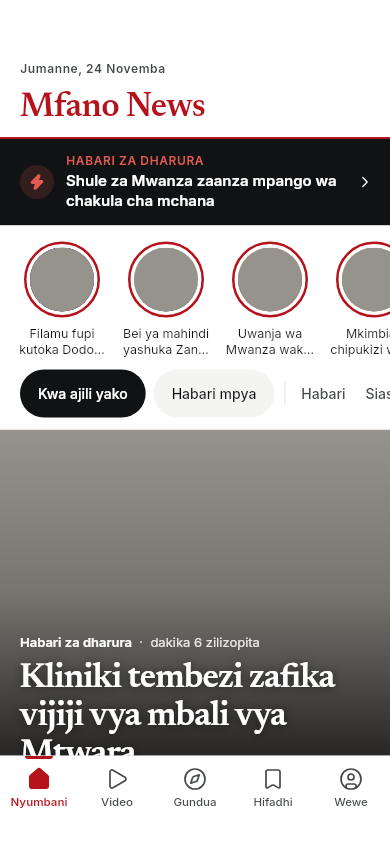 Jumanne, 24 Novemba
Mfano News
HABARI ZA DHARURA
Shule za Mwanza zaanza mpango wa
chakula cha mchana
Filamu fupi
kutoka Dodo...
Bei ya mahindi
yashuka Zan...
Uwanja wa
Mwanza wak...
Mkimbia
chipukizi
Kwa ajili yako
Habari mpya
Habari
Sias
Habari za dharura · dakika 6 zilizopita
Kliniki tembezi zafika
vijiji vya mbali vya
Mtwara
Nyumbani
Video
Gundua
Hifadhi
Wewe